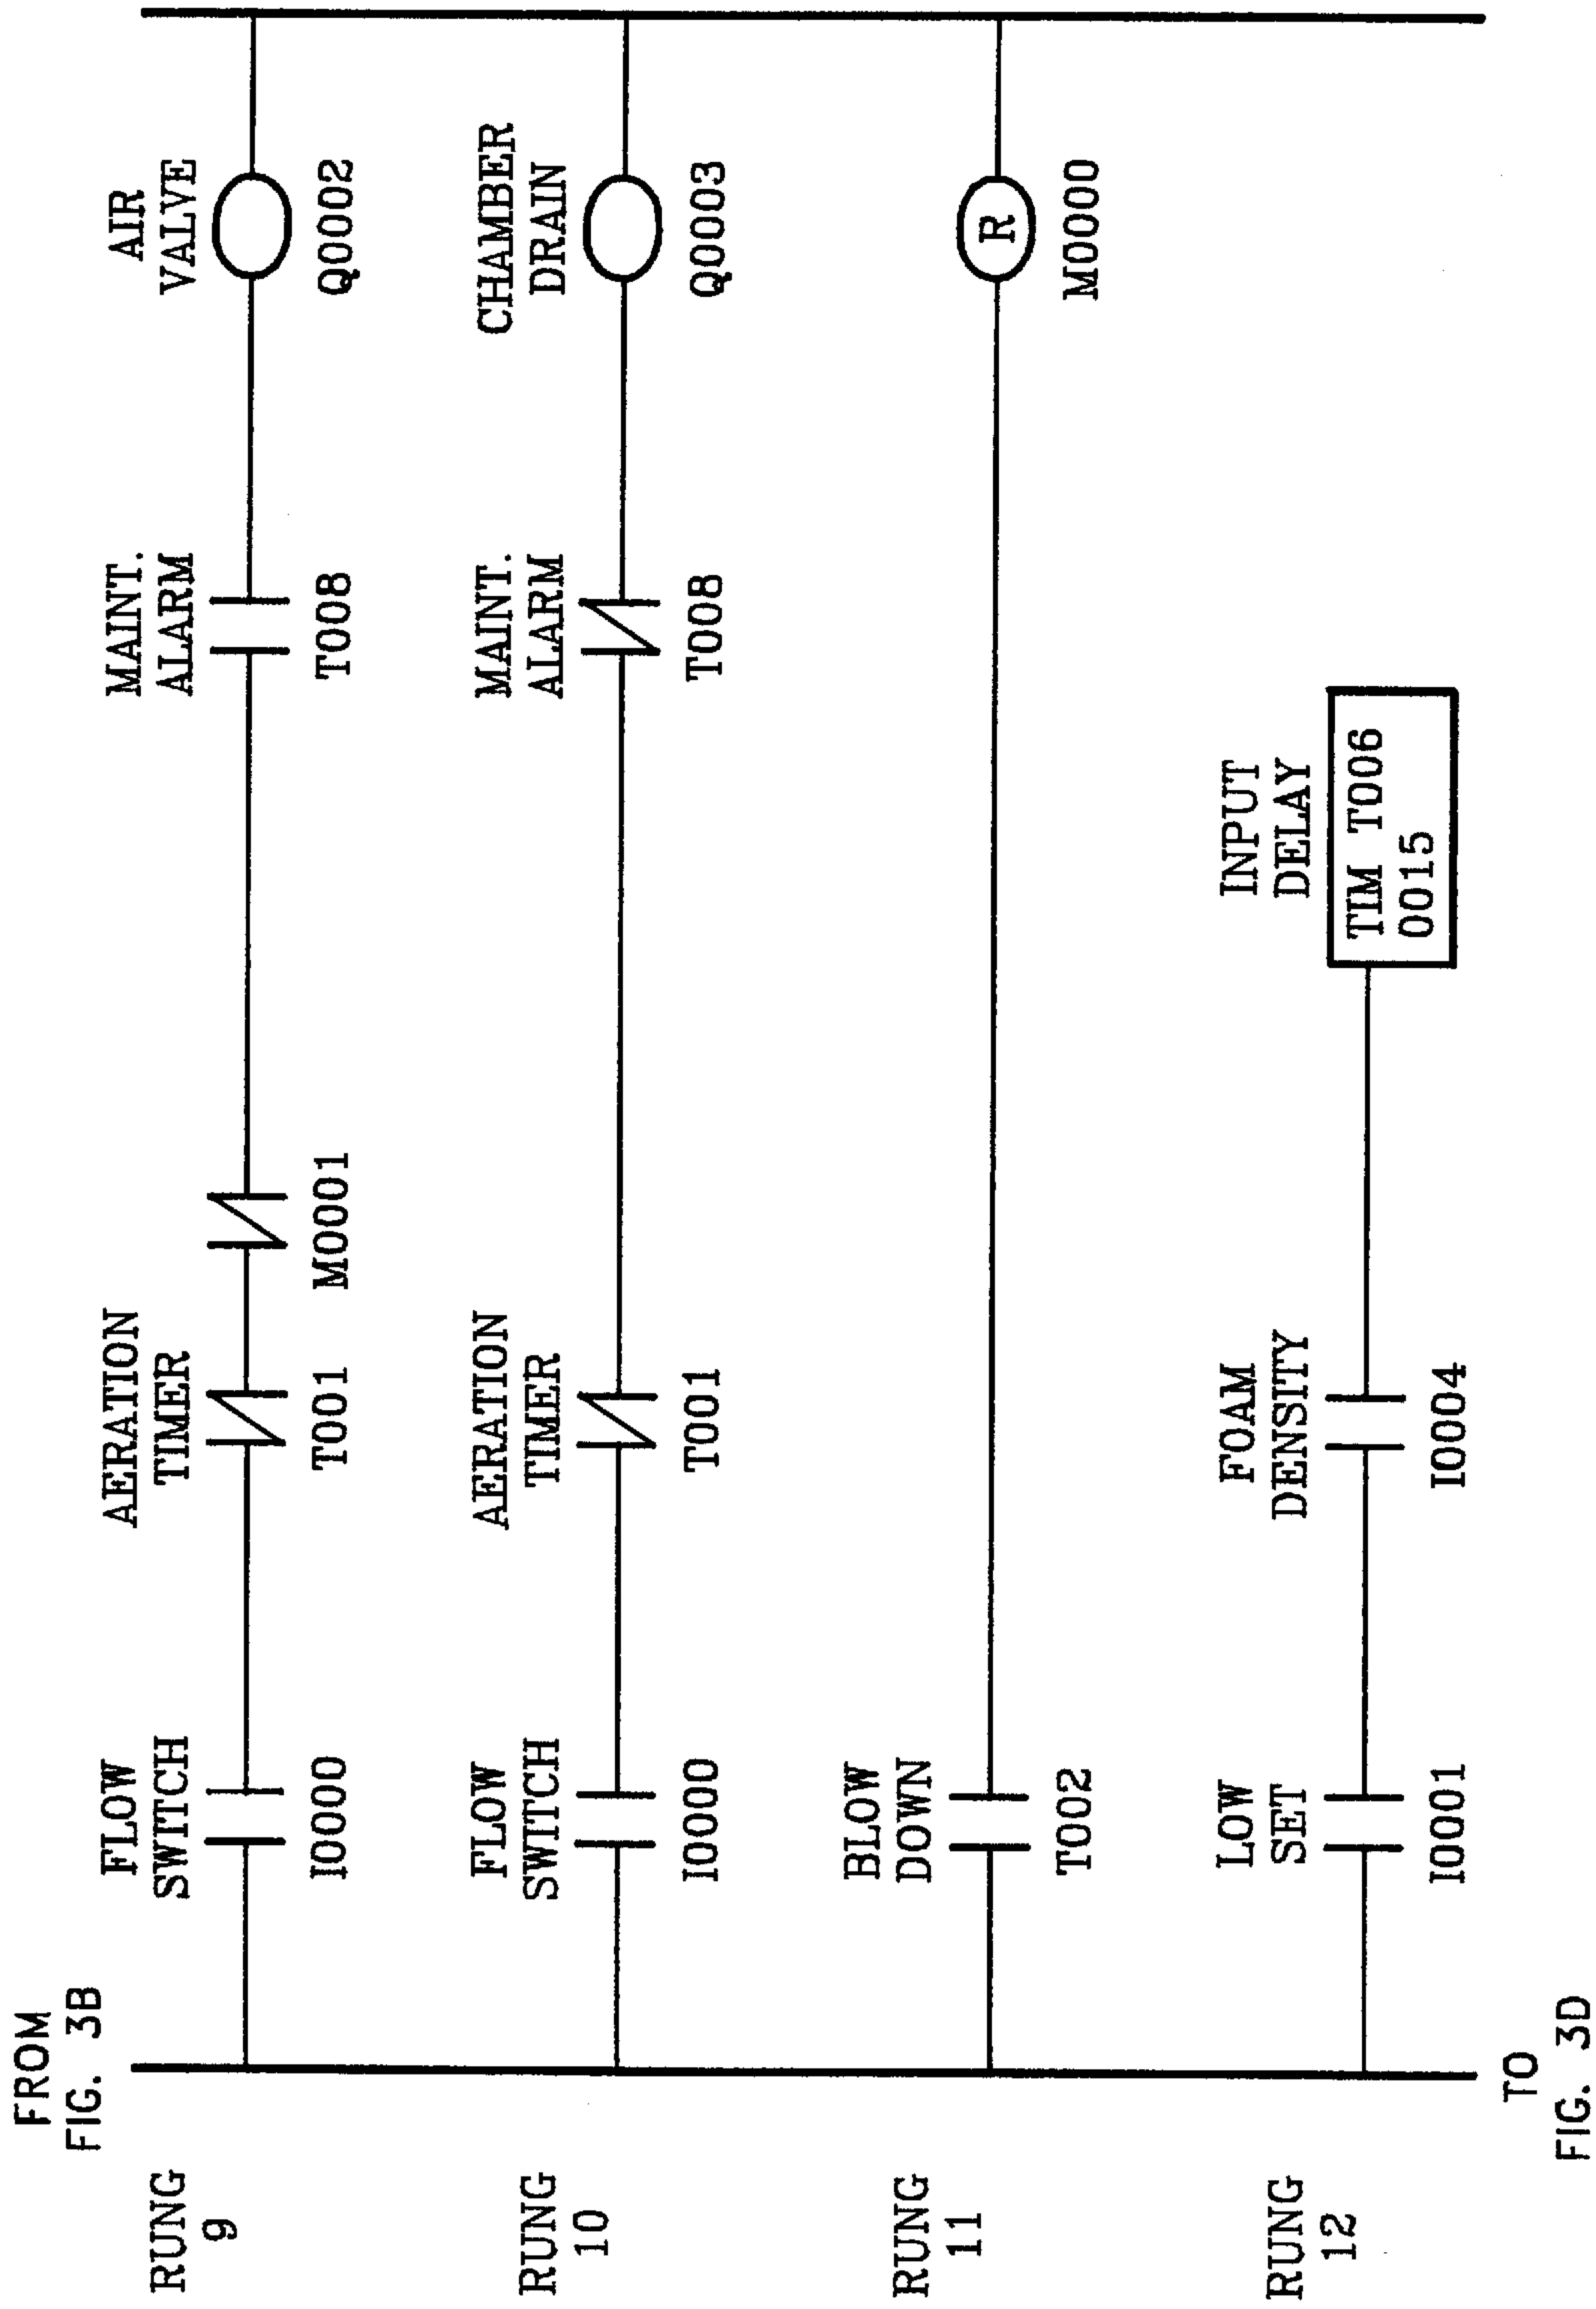 FROM
FIG. 3B
RUNG
9
FLOW
SWITCH
I0000
AERATION
TIMER
T001
M0001
MAINT.
ALARM
T008
AIR
VALVE
Q0002
RUNG
10
FLOW
SWITCH
I0000
AERATION
TIMER
T001
MAINT.
ALARM
T008
CHAMBER
DRAIN
Q0003
RUNG
11
BLOW
DOWN
T002
R
M0000
RUNG
12
LOW
SET
I0001
FOAM
DENSITY
I0004
INPUT
DELAY
TIM T006
0015
TO
FIG. 3D